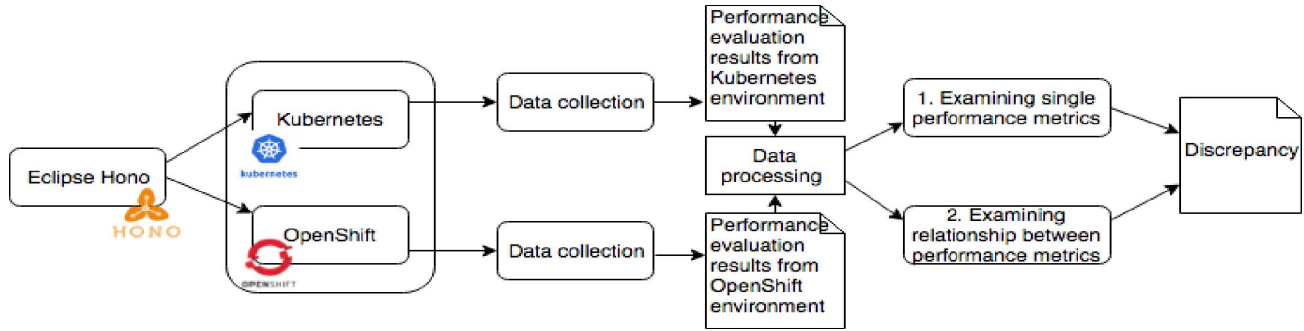 Eclipse Hono
HONO
Kubernetes
kubernetes
OpenShift
OPENSHIFT
Data collection
Data collection
Performance
evaluation
results from
Kubernetes
environment
Data
processing
Performance
evaluation
results from
OpenShift
environment
1. Examining single
performance metrics
2. Examining
relationship between
performance metrics
Discrepancy